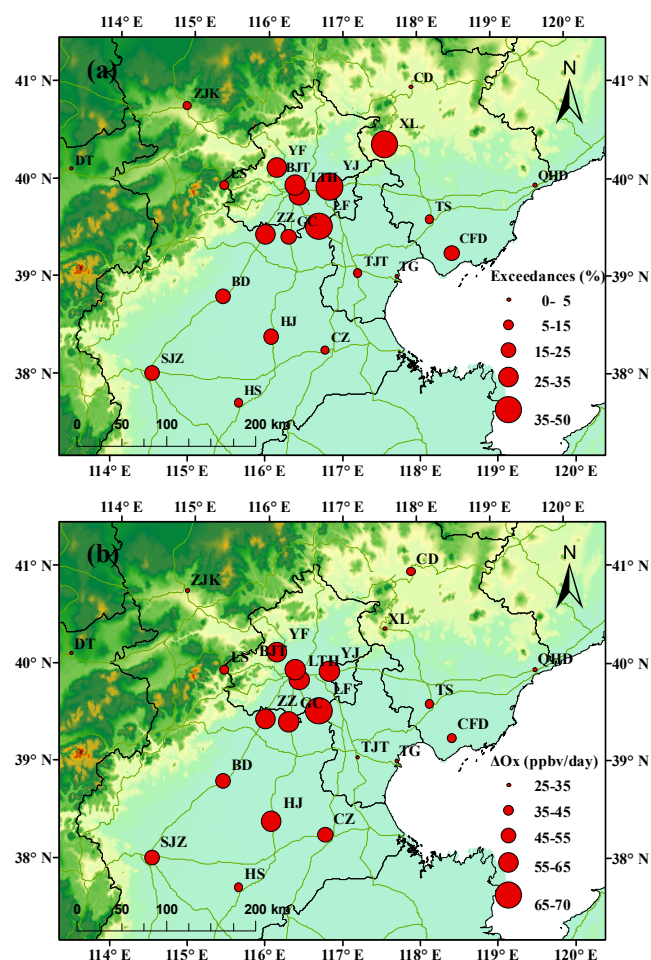 114° E 115° E 116° E 117° E 118° E 119° E 120° E
(a)
N
41° N 41° N
CD
ZJK
XL
YF
DT
BJT YJ
LTH
LS
QHD
40° N 40° N
LF
TS
ZZ GC
CFD
TJT TG
39° N 39° N
Exceedances (%)
BD
0- 5
5-15
HJ
CZ
15-25
SJZ
38° N 38° N
25-35
HS
35-50
0 50 100 200 km
114° E 115° E 116° E 117° E 118° E 119° E 120° E
114° E 115° E 116° E 117° E 118° E 119° E 120° E
(b)
N
41° N 41° N
CD
ZJK
XL
YF
DT
BJT YJ
LTH
LS
QHD
40° N 40° N
LF
TS
ZZ GC
CFD
TJT TG
39° N 39° N
ΔOx (ppbv/day)
BD
25-35
35-45
HJ
CZ
45-55
SJZ
38° N 38° N
55-65
HS
65-70
0 50 100 200 km
114° E 115° E 116° E 117° E 118° E 119° E 120° E